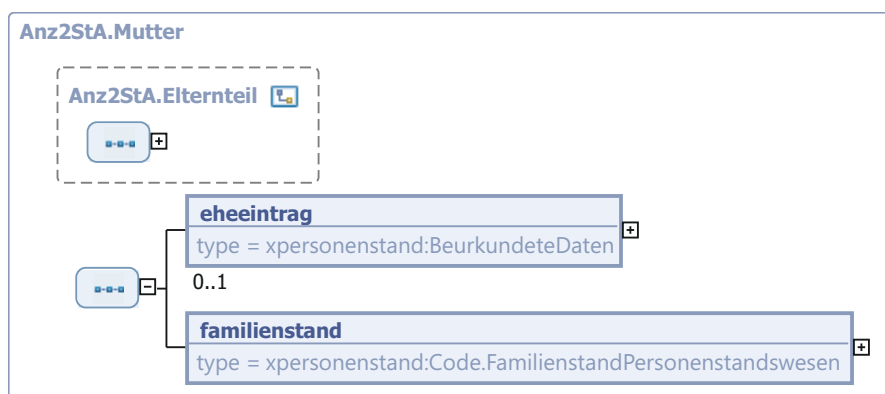 Anz2StA.Mutter
Anz2StA.Elternteil
eheeintrag
type = xpersonenstand:BeurkundeteDaten
0..1
familienstand
type = xpersonenstand:Code.FamilienstandPersonenstandswesen